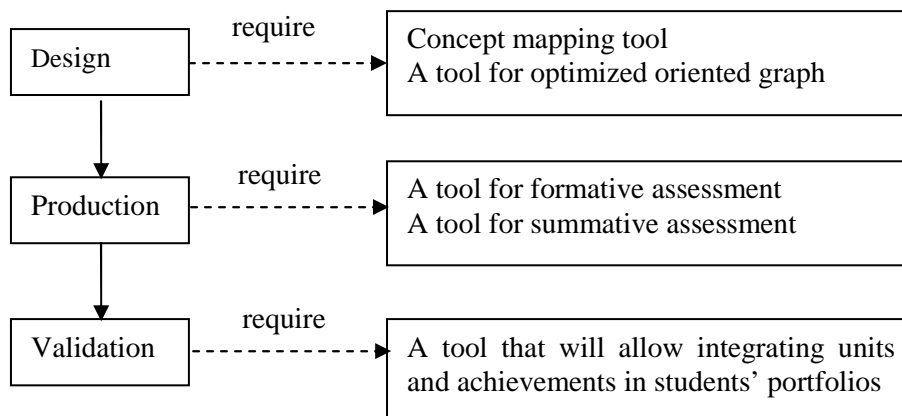 require
Design
Concept mapping tool
A tool for optimized oriented graph
require
Production
A tool for formative assessment
A tool for summative assessment
require
Validation
A tool that will allow integrating units
and achievements in students’ portfolios